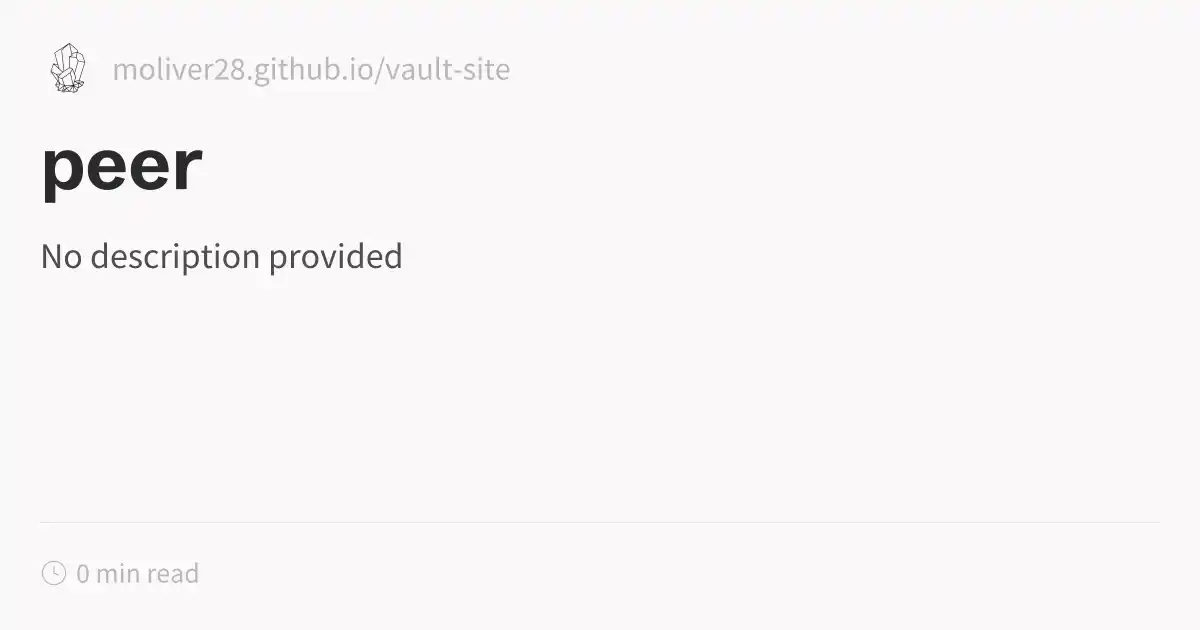 moliver28.github.io/vault-site
peer
No description provided
0 min read